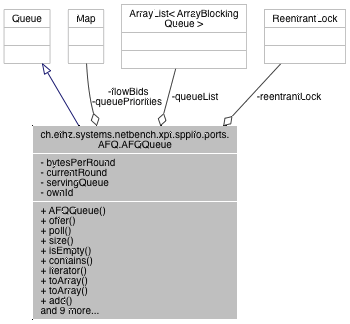 Queue
Map
ArrayList< ArrayBlocking
Queue >
ReentrantLock
-flowBids
-queuePriorities
-queueList
-reentrantLock
ch.ethz.systems.netbench.xpt.sppifo.ports.
AFQ.AFQQueue
- bytesPerRound
- currentRound
- servingQueue
- ownId
+ AFQQueue()
+ offer()
+ poll()
+ size()
+ isEmpty()
+ contains()
+ iterator()
+ toArray()
+ toArray()
+ add()
and 9 more...